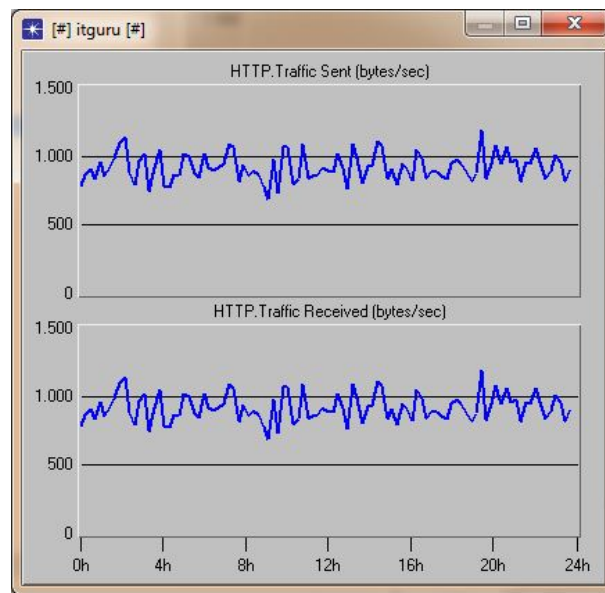 [#] itguru [#]
HTTP.Traffic Sent (bytes/sec)
1.500
1.000
500
0
HTTP.Traffic Received (bytes/sec)
1.500
1.000
500
0
0h 4h 8h 12h 16h 20h 24h